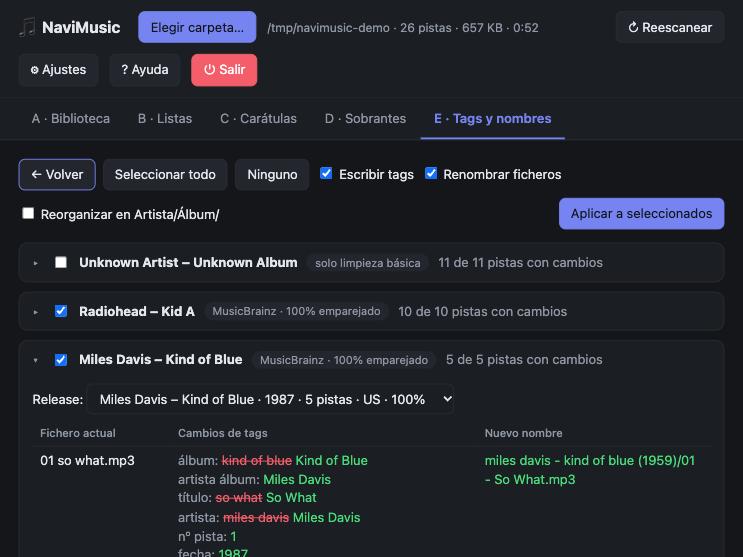 NaviMusic
Elegir carpeta...
/tmp/navimusic-demo · 26 pistas · 657 KB · 0:52
Reescanear
Ajustes
? Ayuda
Salir
A · Biblioteca
B · Listas
C · Carátulas
D · Sobrantes
E · Tags y nombres
← Volver
Seleccionar todo
Ninguno
Escribir tags
Renombrar ficheros
Reorganizar en Artista/Álbum/
Aplicar a seleccionados
Unknown Artist – Unknown Album solo limpieza básica 11 de 11 pistas con cambios
Radiohead – Kid A MusicBrainz · 100% emparejado 10 de 10 pistas con cambios
Miles Davis – Kind of Blue MusicBrainz · 100% emparejado 5 de 5 pistas con cambios
Release: Miles Davis – Kind of Blue · 1987 · 5 pistas · US · 100%
Fichero actual Cambios de tags Nuevo nombre
01 so what.mp3
álbum: kind of blue Kind of Blue
artista álbum: Miles Davis
título: so what So What
artista: miles davis Miles Davis
nº pista: 1
fecha: 1987
miles davis - kind of blue (1959)/01
- So What.mp3